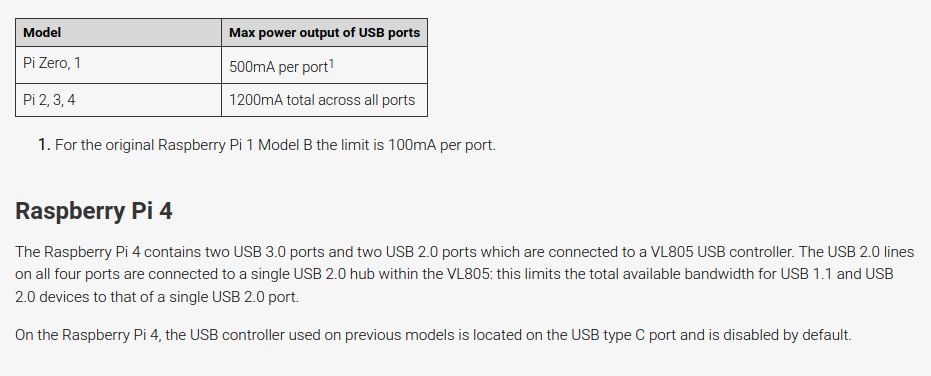 Model Max power output of USB ports
Pi Zero, 1 500mA per port1
Pi 2, 3, 4 1200mA total across all ports
1. For the original Raspberry Pi 1 Model B the limit is 100mA per port.
Raspberry Pi 4
The Raspberry Pi 4 contains two USB 3.0 ports and two USB 2.0 ports which are connected to a VL805 USB controller. The USB 2.0 lines
on all four ports are connected to a single USB 2.0 hub within the VL805: this limits the total available bandwidth for USB 1.1 and USB
2.0 devices to that of a single USB 2.0 port.
On the Raspberry Pi 4, the USB controller used on previous models is located on the USB type C port and is disabled by default.